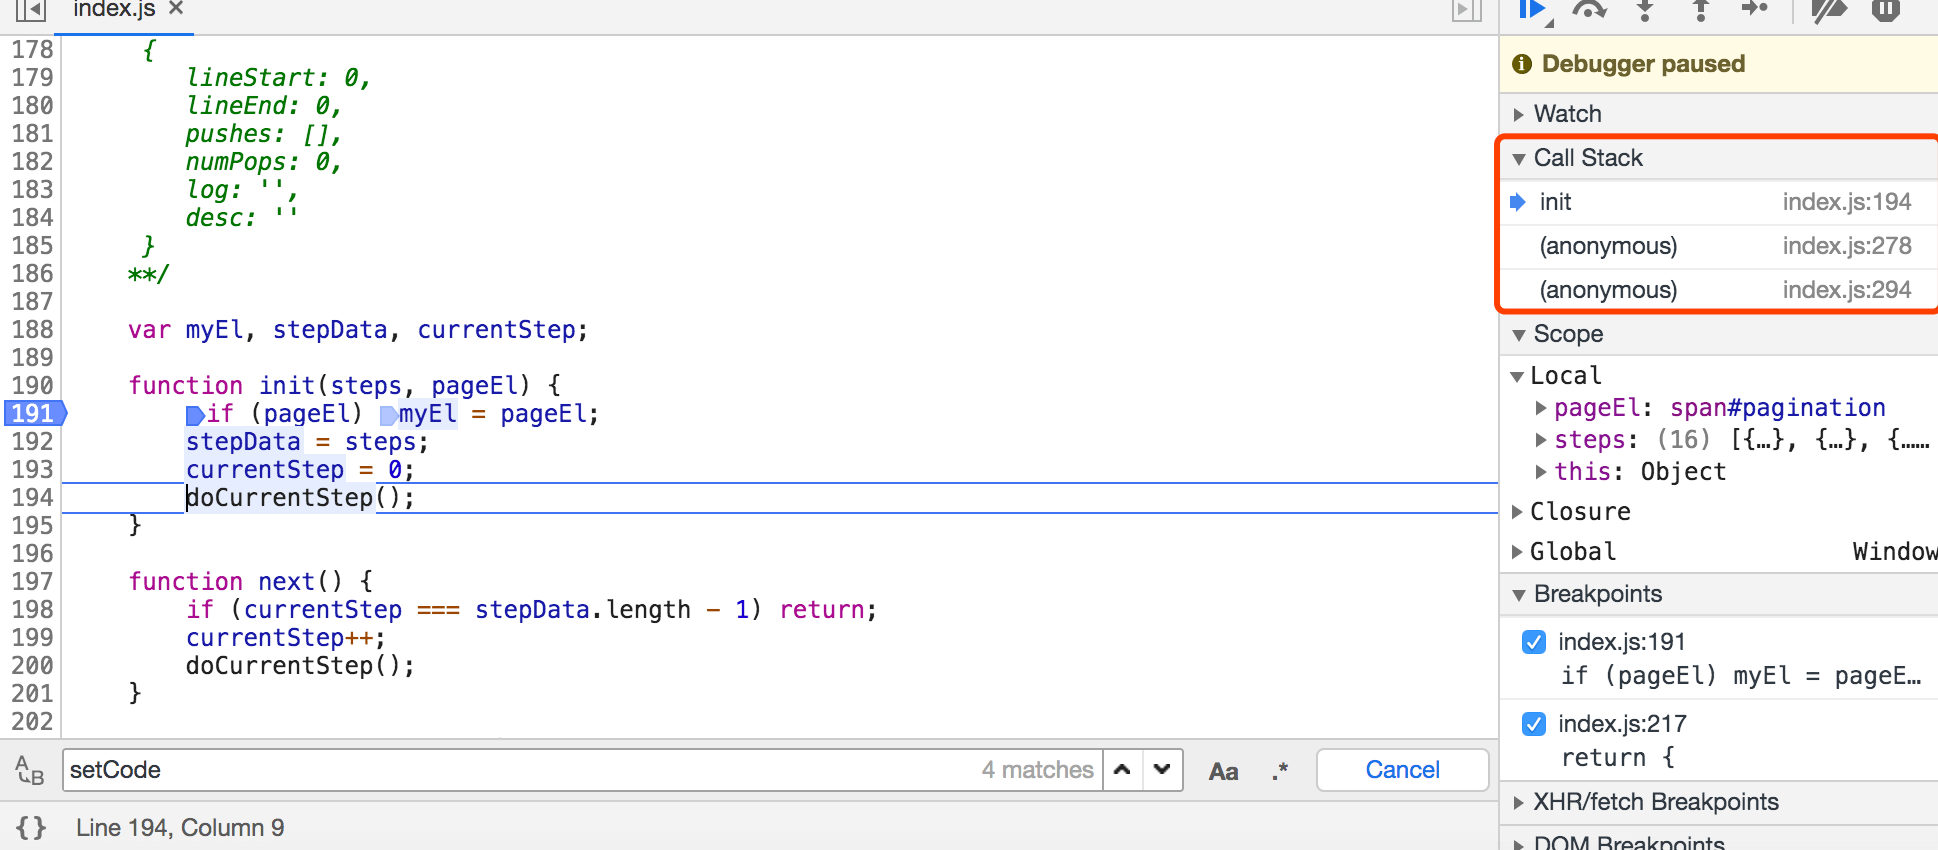 index.js ×
178 {
179 lineStart: 0,
180 lineEnd: 0,
181 pushes: [],
182 numPops: 0,
183 log: '',
184 desc: ''
185 }
186 **/
187
188 var myEl, stepData, currentStep;
189
190 function init(steps, pageEl) {
191 if (pageEl) myEl = pageEl;
192 stepData = steps;
193 currentStep = 0;
194 doCurrentStep();
195 }
196
197 function next() {
198 if (currentStep === stepData.length - 1) return;
199 currentStep++;
200 doCurrentStep();
201 }
202
A B setCode 4 matches Aa .* Cancel
{} Line 194, Column 9
Debugger paused
Watch
Call Stack
init index.js:194
(anonymous) index.js:278
(anonymous) index.js:294
Scope
Local
pageEl: span#pagination
steps: (16) [{…}, {…}, {……
this: Object
Closure
Global Window
Breakpoints
index.js:191
if (pageEl) myEl = pageE…
index.js:217
return {
XHR/fetch Breakpoints
DOM Breakpoints